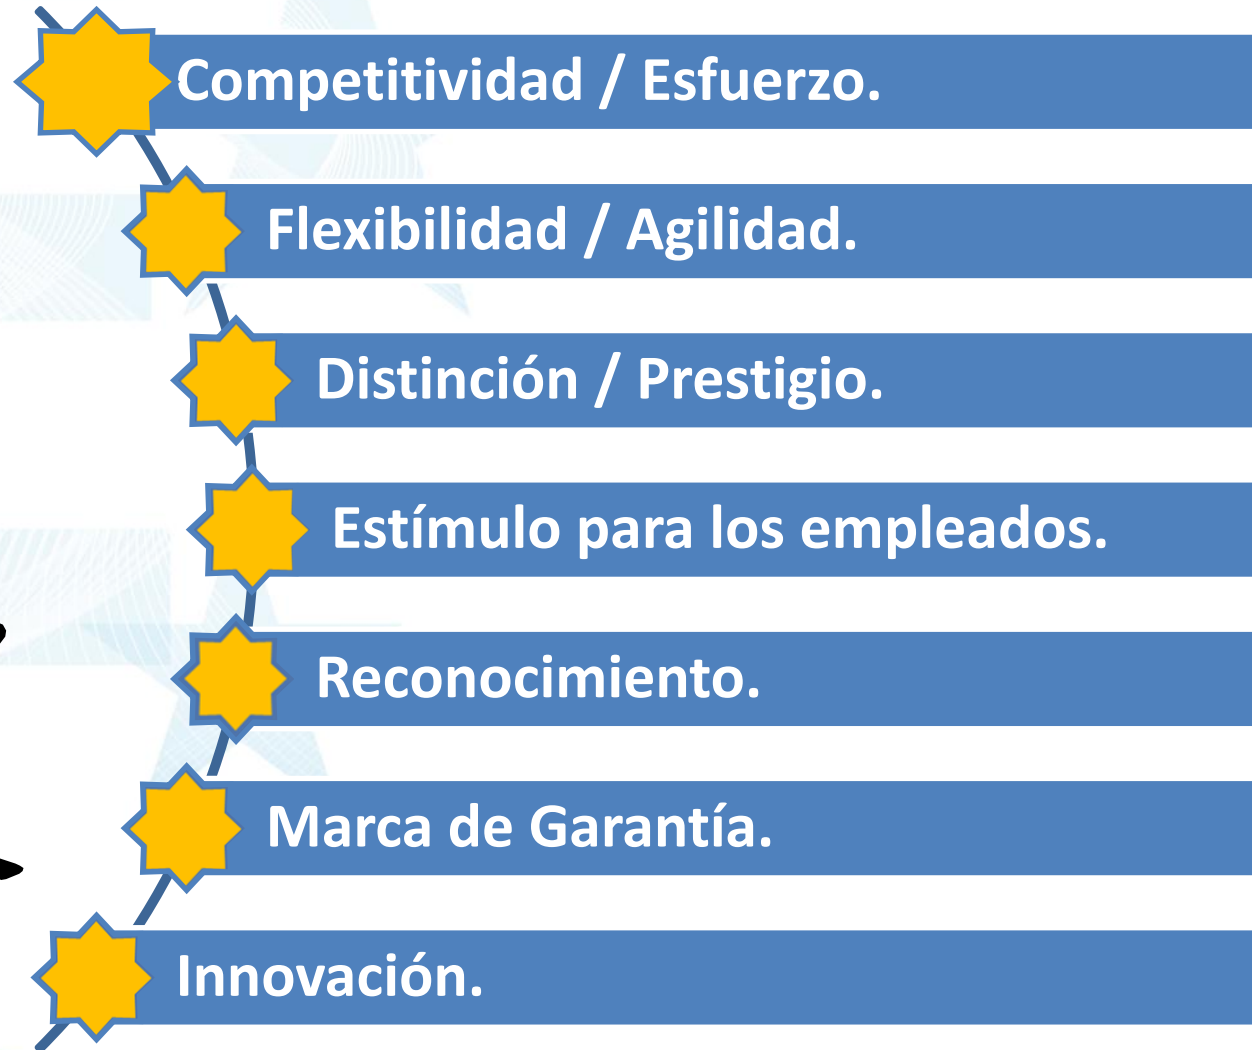 Competitividad / Esfuerzo.
Flexibilidad / Agilidad.
Distinción / Prestigio.
Estímulo para los empleados.
Reconocimiento.
Marca de Garantía.
Innovación.